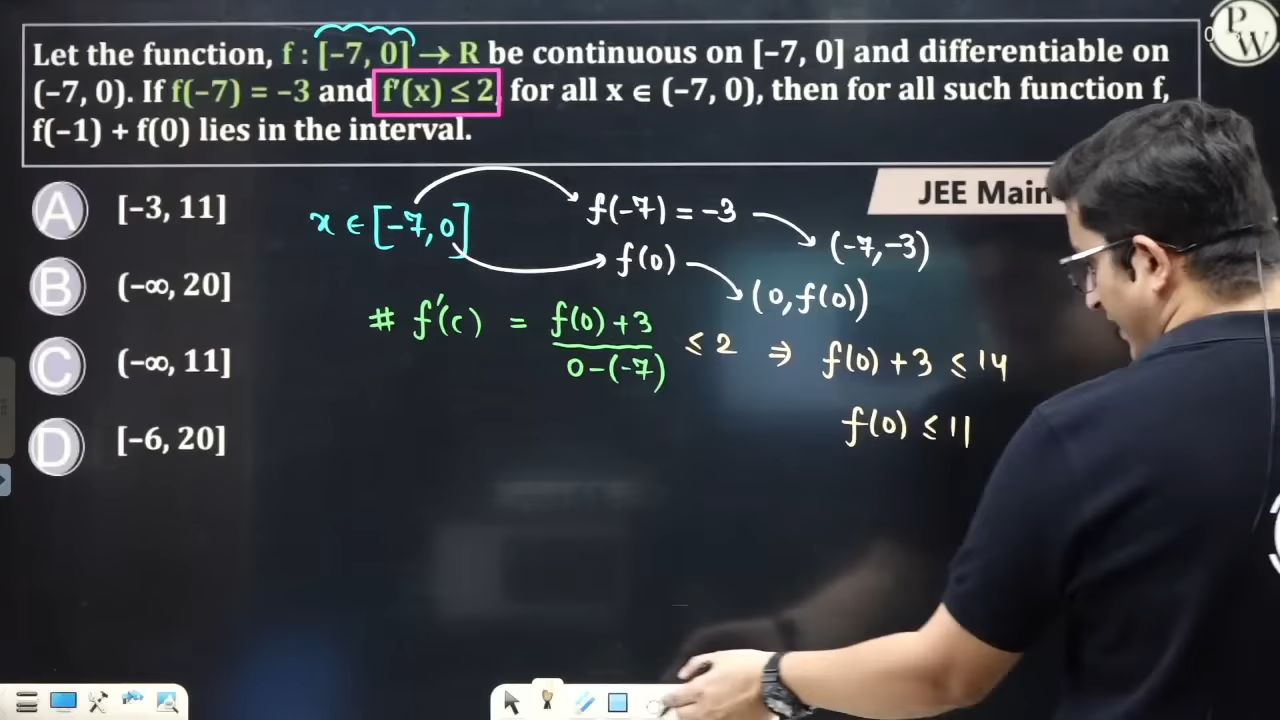 Let the function, f : [−7, 0] → R be continuous on [−7, 0] and differentiable on
(−7, 0). If f(−7) = −3 and f′(x) ≤ 2, for all x ∈ (−7, 0), then for all such function f,
f(−1) + f(0) lies in the interval.
PW
JEE Main
A [−3, 11]
B (−∞, 20]
C (−∞, 11]
D [−6, 20]
x ∈ [−7, 0]
f(−7) = −3
(−7, −3)
f(0)
(0, f(0))
# f′(c) = f(0)+3 / 0−(−7) ≤ 2 ⇒ f(0) + 3 ≤ 14
f(0) ≤ 11